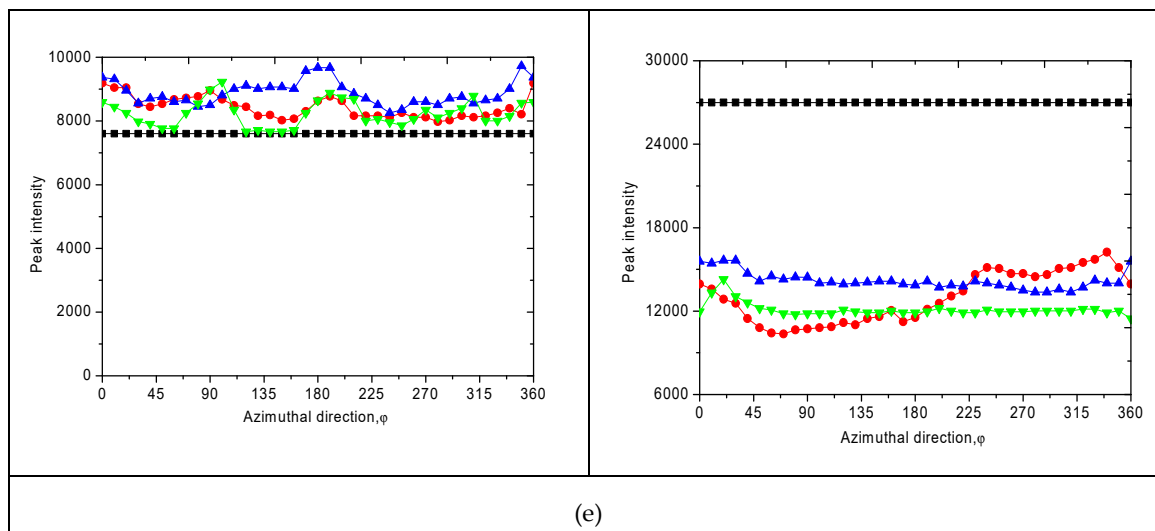 10000
8000
6000
4000
2000
0
Peak intensity
0 45 90 135 180 225 270 315 360
Azimuthal direction,φ
30000
24000
18000
12000
6000
Peak intensity
0 45 90 135 180 225 270 315 360
Azimuthal direction,φ
(e)